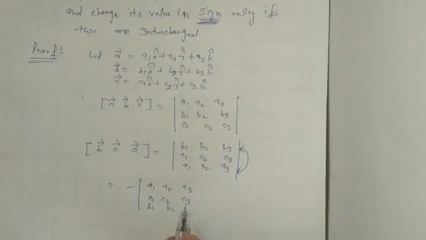 and change its value in sign only if
two are interchanged.
Proof:- Let a⃗ = a₁î + a₂ĵ + a₃k̂
b⃗ = b₁î + b₂ĵ + b₃k̂
c⃗ = c₁î + c₂ĵ + c₃k̂
∴ [a⃗ b⃗ c⃗] = | a₁ a₂ a₃
b₁ b₂ b₃
c₁ c₂ c₃ |
[b⃗ c⃗ a⃗] = | b₁ b₂ b₃
c₁ c₂ c₃
a₁ a₂ a₃ |
= - | a₁ a₂ a₃
c₁ c₂ c₃
b₁ b₂